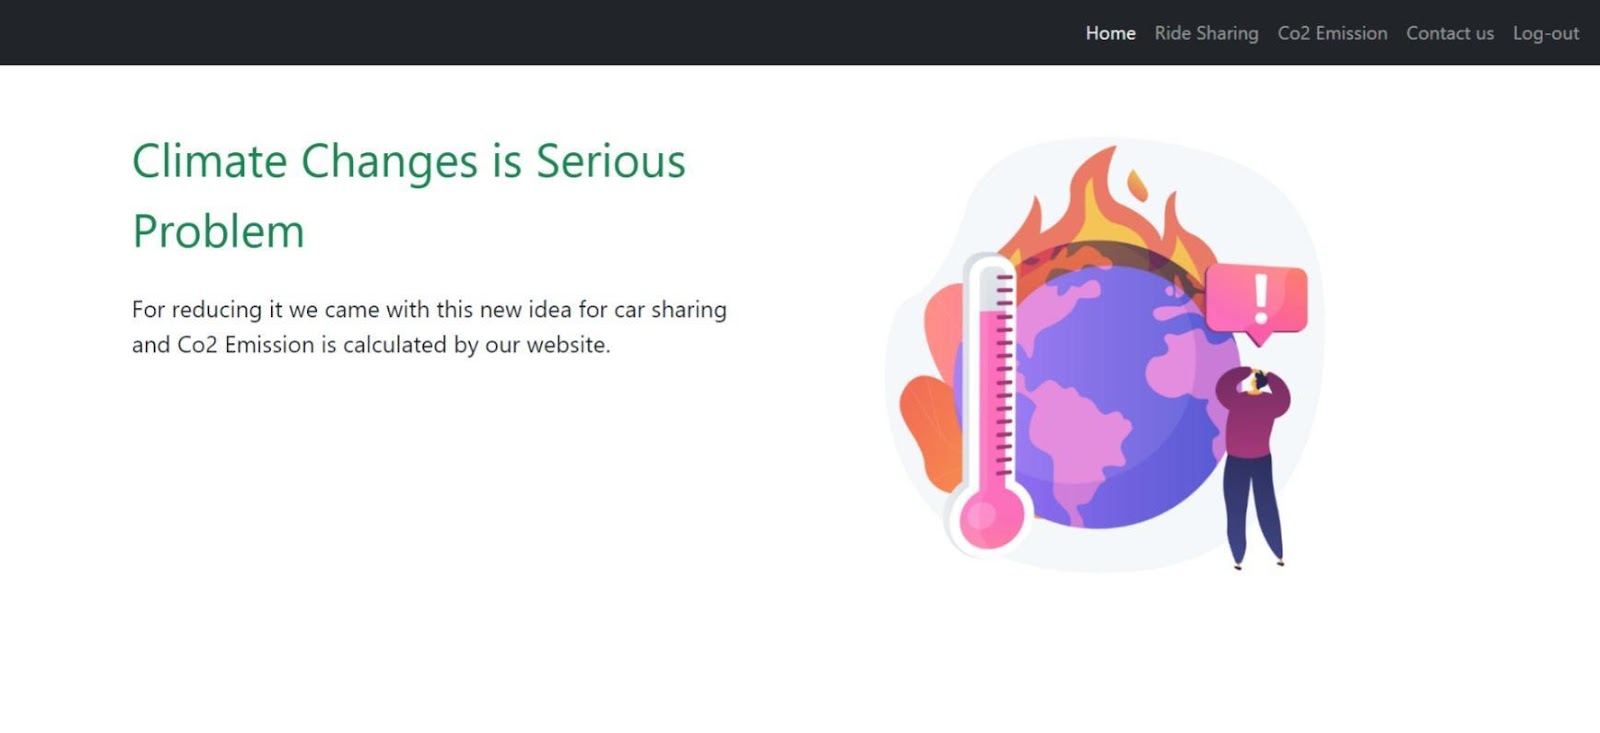 Home Ride Sharing Co2 Emission Contact us Log-out
Climate Changes is Serious
Problem
For reducing it we came with this new idea for car sharing
and Co2 Emission is calculated by our website.
!